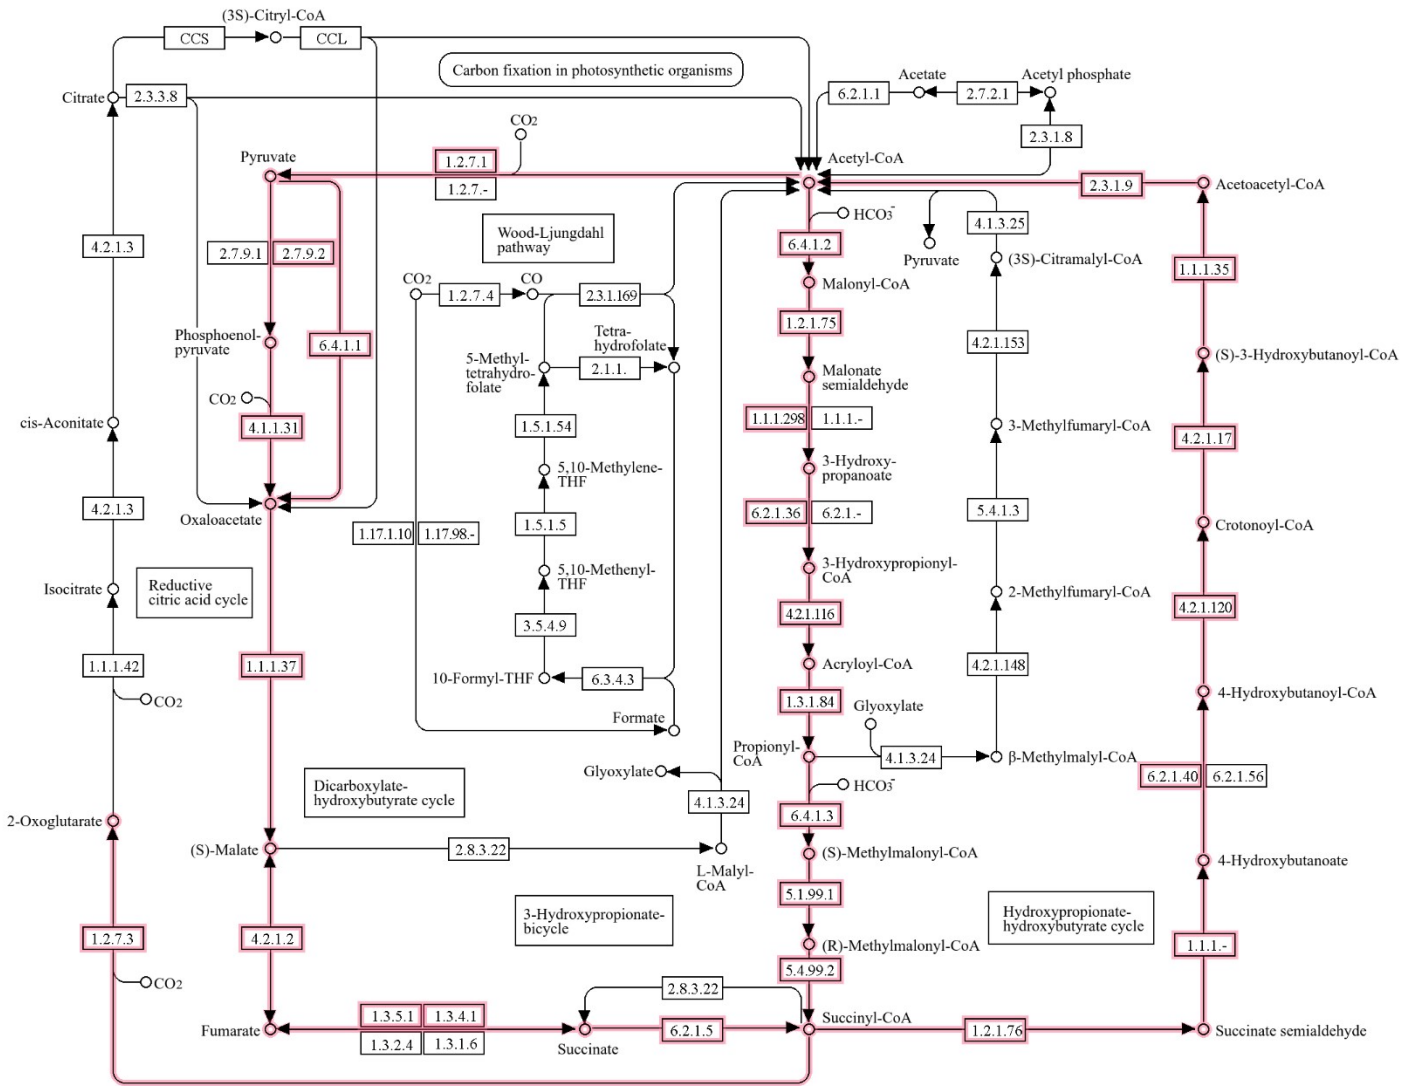 (3S)-Citryl-CoA
CCS
CCL
Carbon fixation in photosynthetic organisms
Citrate
2.3.3.8
6.2.1.1
Acetate
2.7.2.1
Acetyl phosphate
2.3.1.8
CO2
Pyruvate
1.2.7.1
1.2.7.-
Acetyl-CoA
2.3.1.9
Acetoacetyl-CoA
HCO3-
4.1.3.25
4.2.1.3
2.7.9.1
2.7.9.2
Wood-Ljungdahl
pathway
6.4.1.2
Pyruvate
(3S)-Citramalyl-CoA
1.1.1.35
CO2
1.2.7.4
CO
2.3.1.169
Malonyl-CoA
Phosphoenol-
pyruvate
6.4.1.1
Tetra-
hydrofolate
1.2.1.75
4.2.1.153
(S)-3-Hydroxybutanoyl-CoA
5-Methyl-
tetrahydro-
folate
2.1.1.
Malonate
semialdehyde
CO2
cis-Aconitate
4.1.1.31
1.5.1.54
1.1.1.298
1.1.1.-
3-Methylfumaryl-CoA
4.2.1.17
5,10-Methylene-
THF
3-Hydroxy-
propanoate
4.2.1.3
Oxaloacetate
1.17.1.10
1.17.98.-
1.5.1.5
6.2.1.36
6.2.1.-
5.4.1.3
Crotonoyl-CoA
Isocitrate
Reductive
citric acid cycle
5,10-Methenyl-
THF
3-Hydroxypropionyl-
CoA
2-Methylfumaryl-CoA
3.5.4.9
4.2.1.116
4.2.1.120
1.1.1.42
1.1.1.37
10-Formyl-THF
6.3.4.3
Acryloyl-CoA
4.2.1.148
CO2
Formate
1.3.1.84
Glyoxylate
4-Hydroxybutanoyl-CoA
Propionyl-
CoA
4.1.3.24
β-Methylmalyl-CoA
Dicarboxylate-
hydroxybutyrate cycle
Glyoxylate
HCO3-
6.2.1.40
6.2.1.56
4.1.3.24
6.4.1.3
2-Oxoglutarate
(S)-Malate
2.8.3.22
L-Malyl-
CoA
(S)-Methylmalonyl-CoA
4-Hydroxybutanoate
5.1.99.1
3-Hydroxypropionate-
bicycle
Hydroxypropionate-
hydroxybutyrate cycle
1.2.7.3
4.2.1.2
(R)-Methylmalonyl-CoA
1.1.1.-
5.4.99.2
CO2
2.8.3.22
Fumarate
1.3.5.1
1.3.4.1
1.3.2.4
1.3.1.6
Succinate
6.2.1.5
Succinyl-CoA
1.2.1.76
Succinate semialdehyde